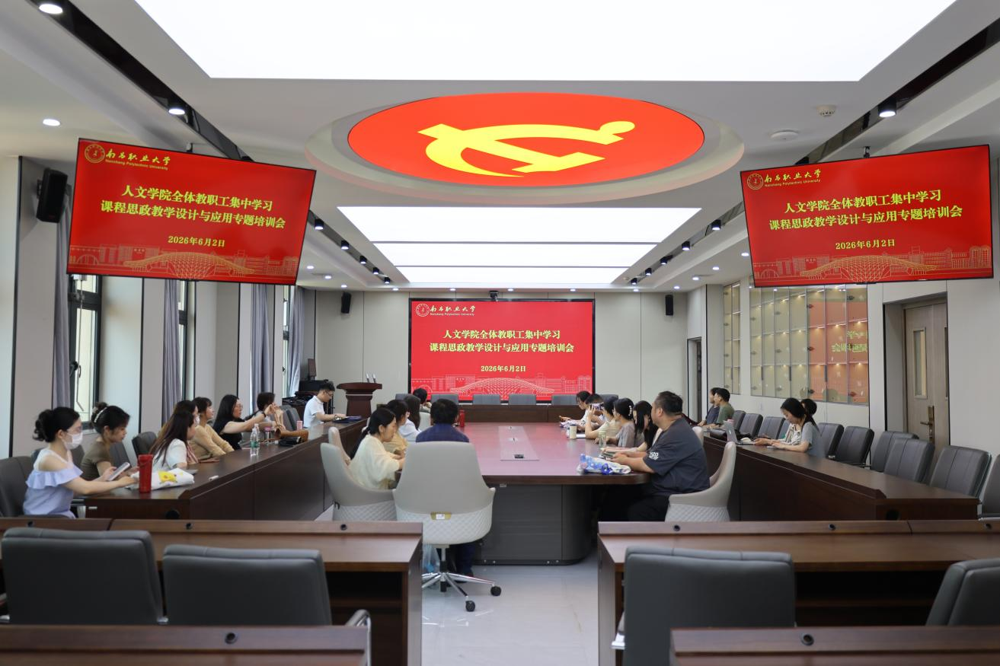 南昌职业大学
Nanchang Polytechnic University
人文学院全体教职工集中学习
课程思政教学设计与应用专题培训会
2026年6月2日
南昌职业大学
Nanchang Polytechnic University
人文学院全体教职工集中学习
课程思政教学设计与应用专题培训会
2026年6月2日
南昌职业大学
Nanchang Polytechnic University
人文学院全体教职工集中学习
课程思政教学设计与应用专题培训会
2026年6月2日